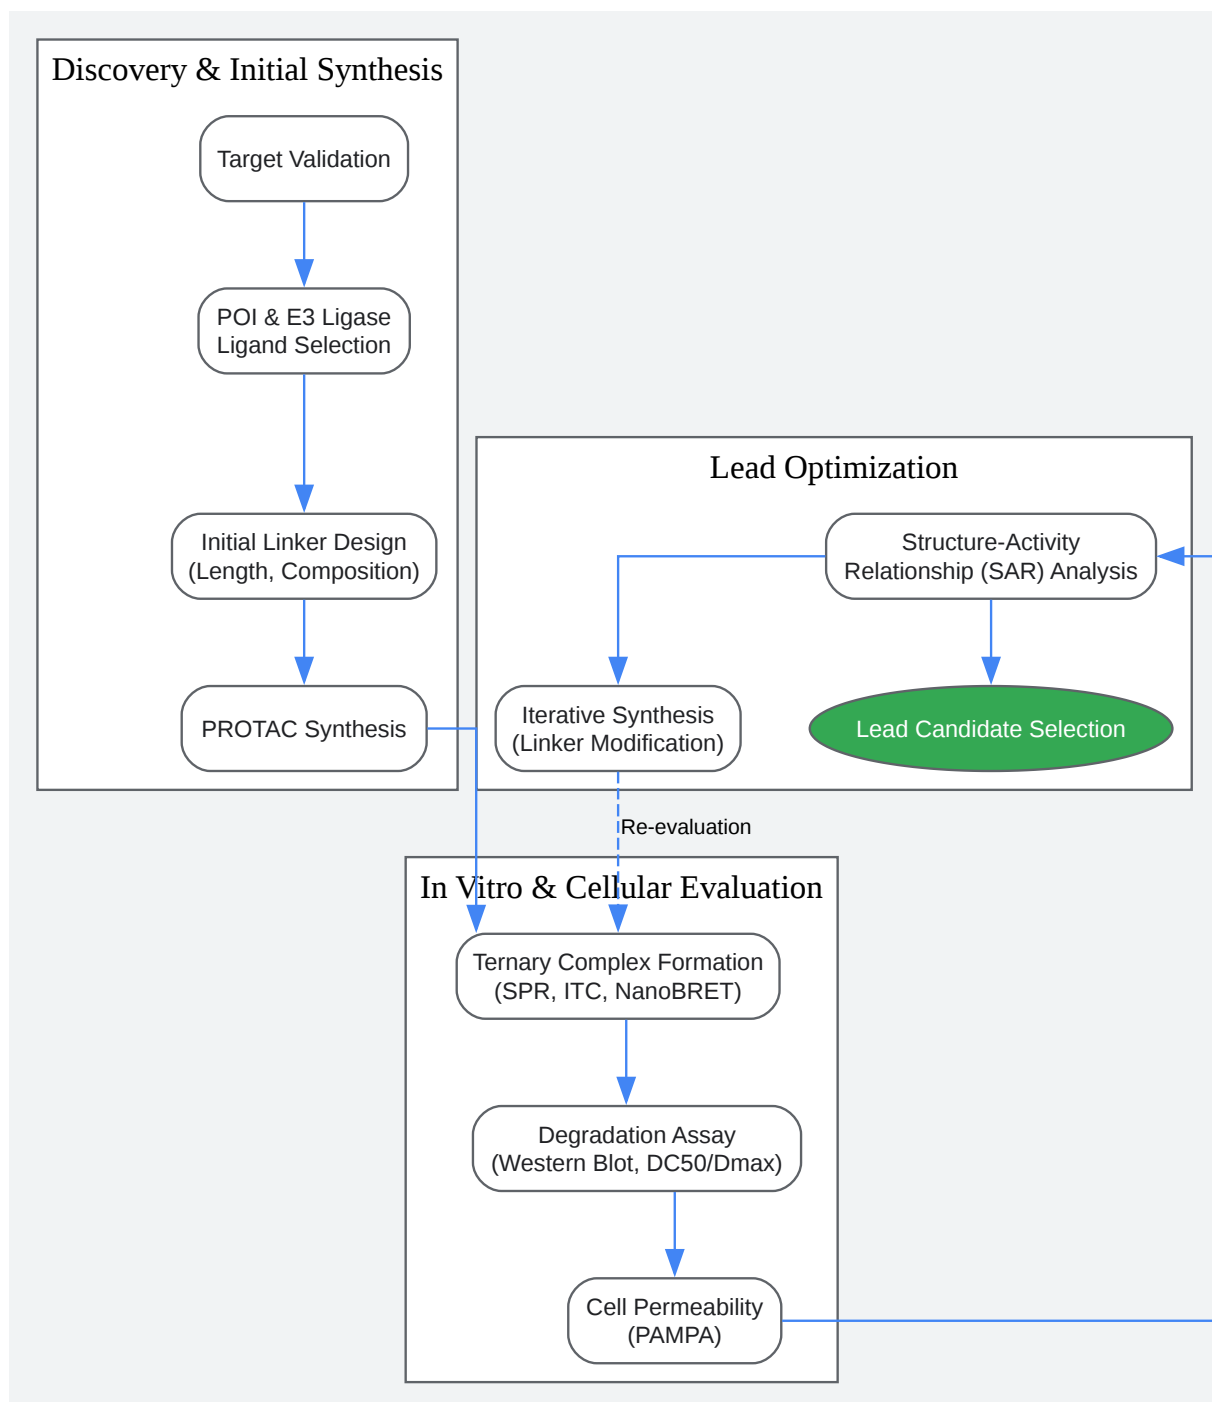 Discovery & Initial Synthesis
Target Validation
POI & E3 Ligase
Ligand Selection
Initial Linker Design
(Length, Composition)
PROTAC Synthesis
Lead Optimization
Structure-Activity
Relationship (SAR) Analysis
Iterative Synthesis
(Linker Modification)
Lead Candidate Selection
Re-evaluation
In Vitro & Cellular Evaluation
Ternary Complex Formation
(SPR, ITC, NanoBRET)
Degradation Assay
(Western Blot, DC50/Dmax)
Cell Permeability
(PAMPA)